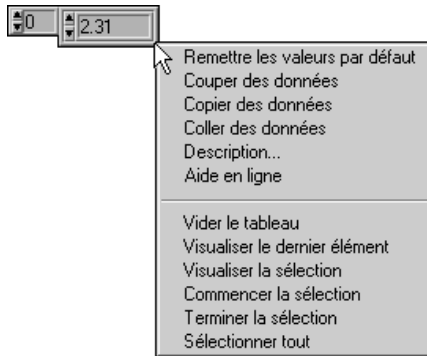 0 2.31
Remettre les valeurs par défaut
Couper des données
Copier des données
Coller des données
Description...
Aide en ligne
Vider le tableau
Visualiser le dernier élément
Visualiser la sélection
Commencer la sélection
Terminer la sélection
Sélectionner tout